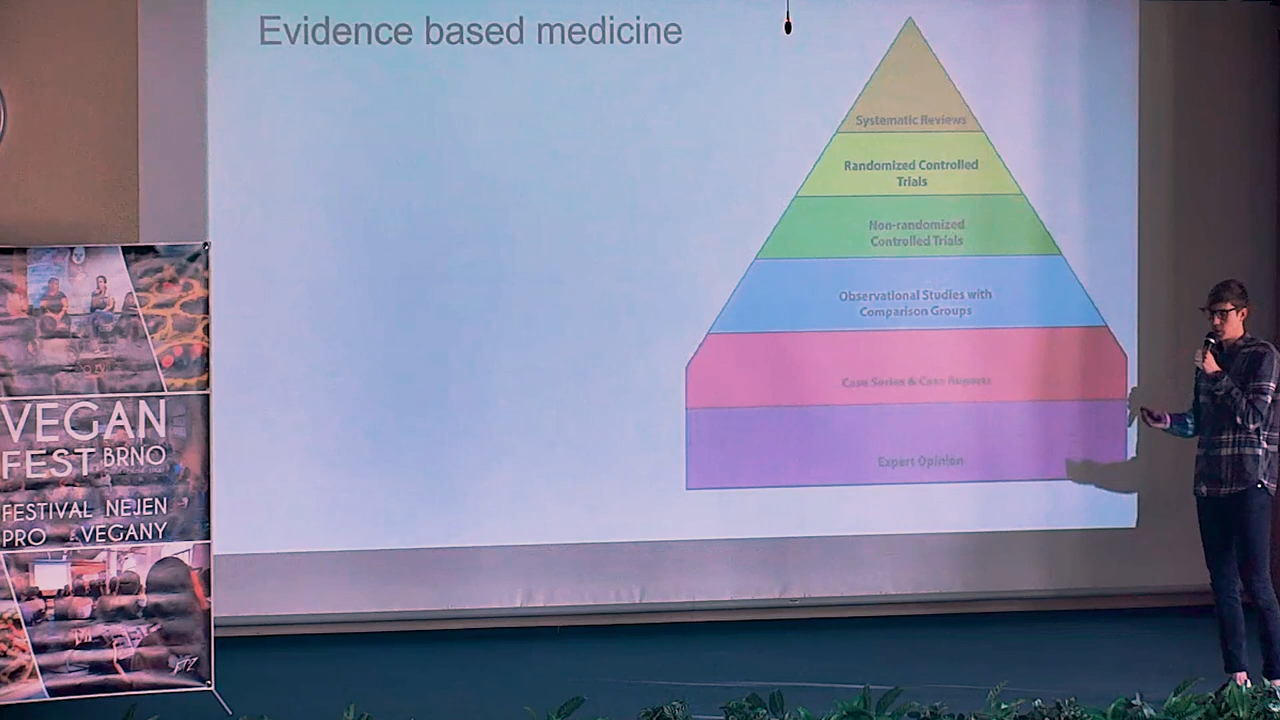 Evidence based medicine
Systematic Reviews
Randomized Controlled
Trials
Non-randomized
Controlled Trials
Observational Studies with
Comparison Groups
Case Series & Case Reports
Expert Opinion
VEGAN
FEST BRNO
FESTIVAL NEJEN
PRO VEGANY